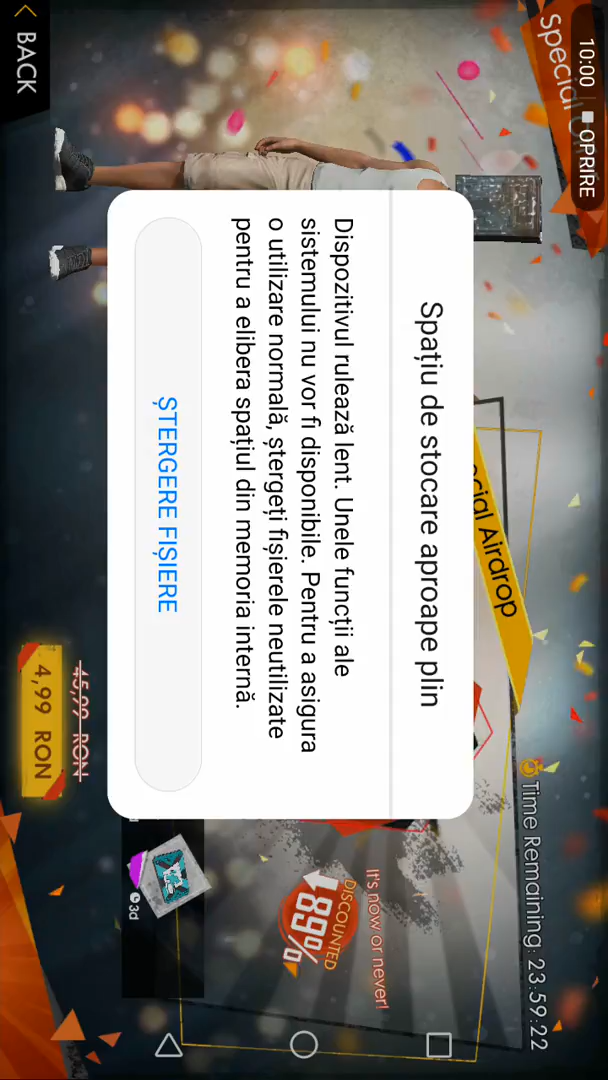 10:00 OPRIRE
Special
BACK
Spațiu de stocare aproape plin
Dispozitivul rulează lent. Unele funcții ale
sistemului nu vor fi disponibile. Pentru a asigura
o utilizare normală, ștergeți fișierele neutilizate
pentru a elibera spațiul din memoria internă.
ȘTERGERE FIȘIERE
Airdrop
Time Remaining: 23:59:22
It's now or never!
DISCOUNTED
89%
3d
45,99 RON
4,99 RON